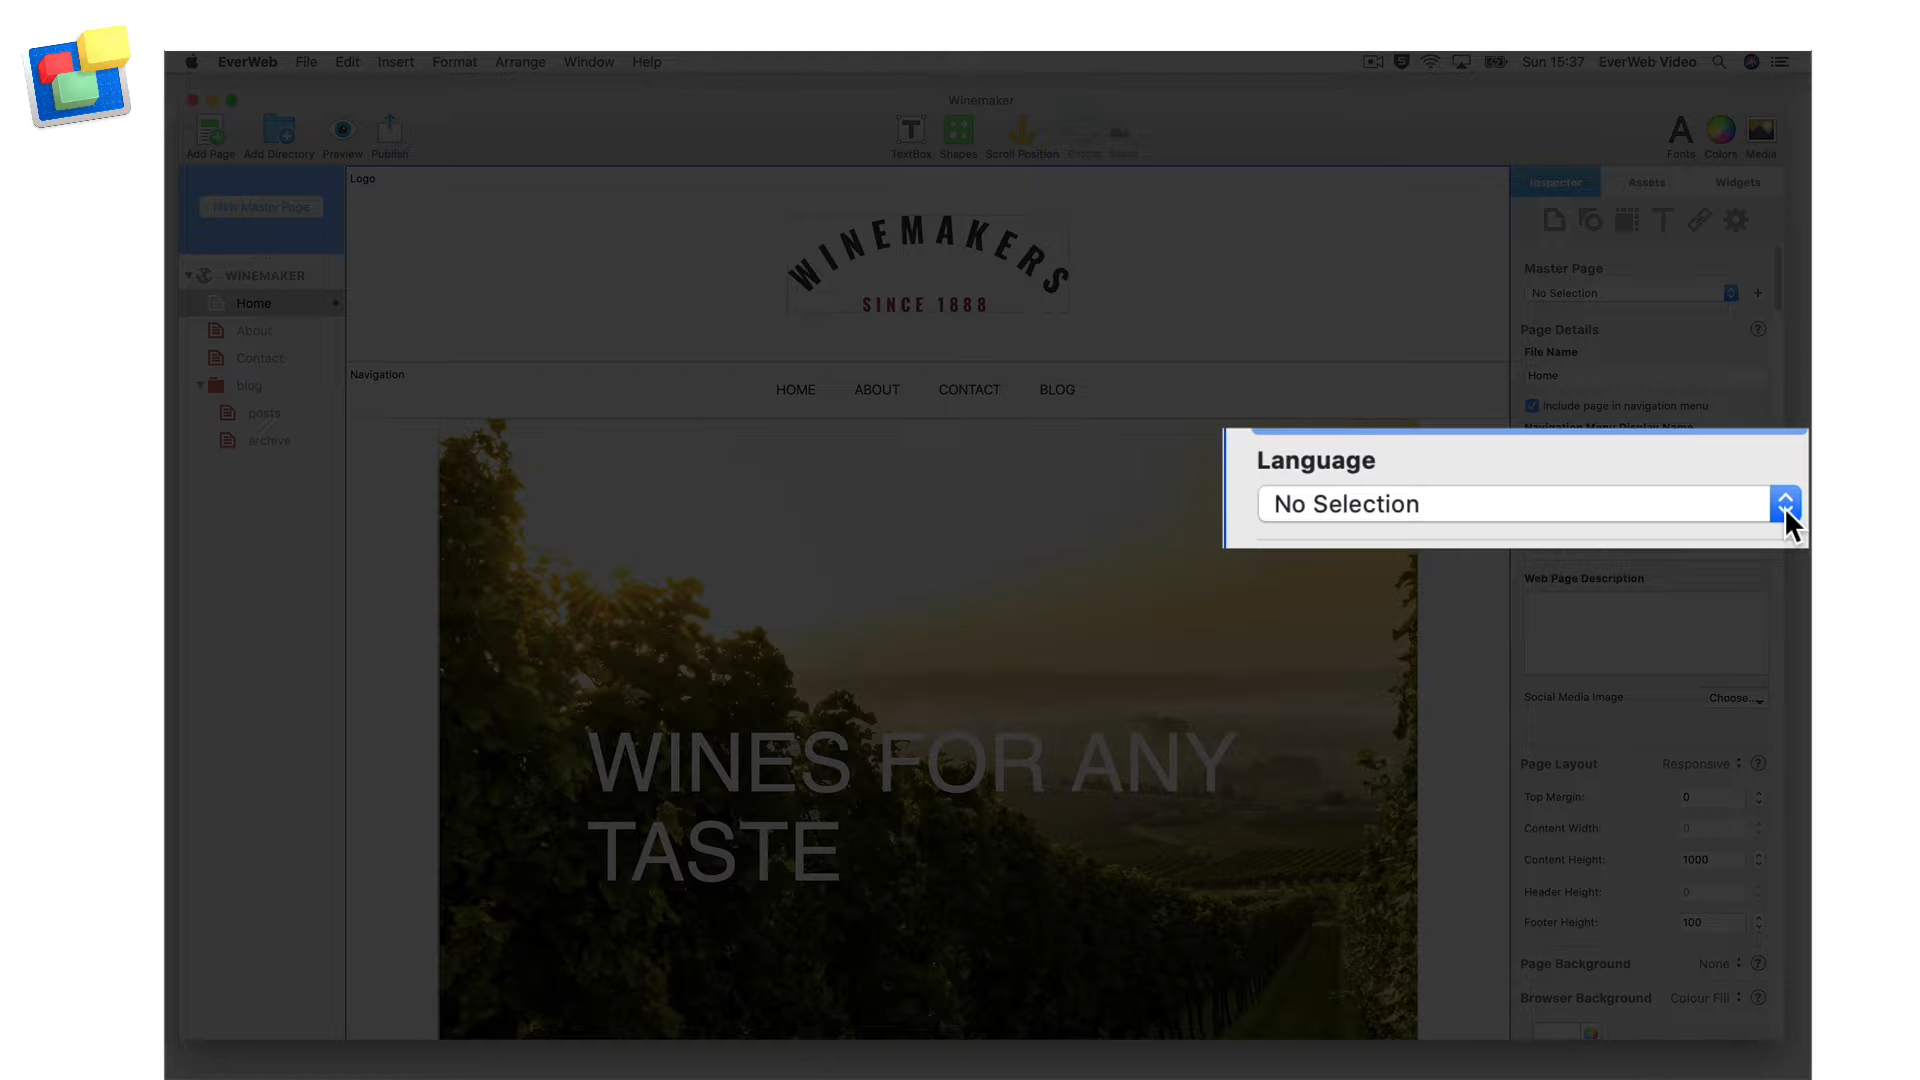 EverWeb File Edit Insert Format Arrange Window Help Sun 15:37 EverWeb Video
Winemaker
Add Page Add Directory Preview Publish TextBox Shapes Scroll Position Fonts Colors Media
New Master Page
Logo
Inspector Assets Widgets
WINEMAKERS
SINCE 1888
WINEMAKER
Home
About
Contact
blog
posts
archive
Navigation
HOME ABOUT CONTACT BLOG
Master Page
No Selection
Page Details
File Name
Home
Include page in navigation menu
Navigation Menu Display Name
Language
No Selection
Web Page Description
Social Media Image Choose...
WINES FOR ANY
TASTE
Page Layout Responsive
Top Margin: 0
Content Width: 0
Content Height: 1000
Header Height: 0
Footer Height: 100
Page Background None
Browser Background Colour Fill